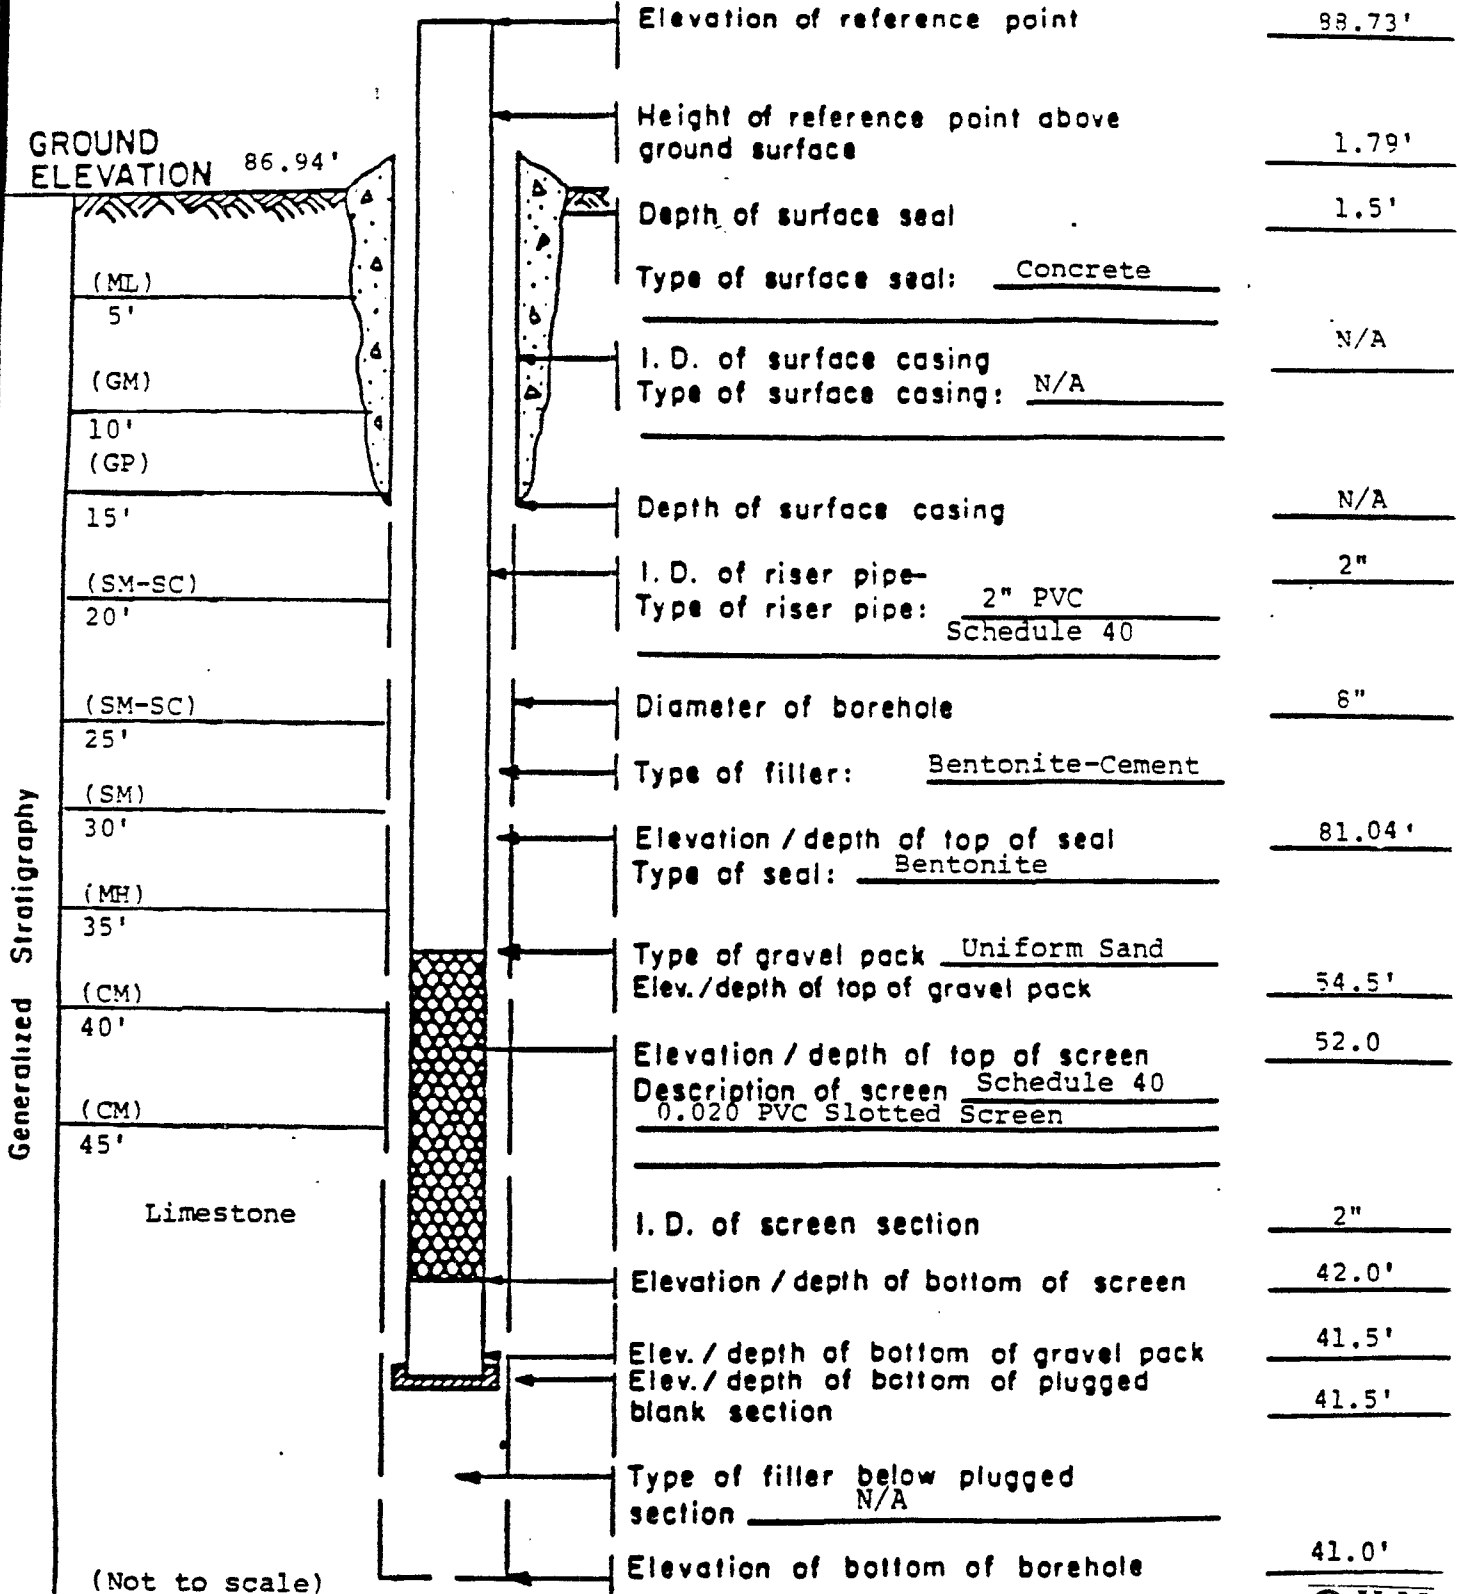 Elevation of reference point 88.73'
Height of reference point above
ground surface 1.79'
GROUND
ELEVATION 86.94'
Depth of surface seal 1.5'
Type of surface seal: Concrete
(ML)
5'
I.D. of surface casing N/A
Type of surface casing: N/A
(GM)
10'
(GP)
Depth of surface casing N/A
15'
I.D. of riser pipe- 2"
Type of riser pipe: 2" PVC
Schedule 40
(SM-SC)
20'
Diameter of borehole 8"
(SM-SC)
25'
Type of filler: Bentonite-Cement
(SM)
30'
Elevation / depth of top of seal 81.04'
Type of seal: Bentonite
(MH)
35'
Type of gravel pack Uniform Sand
Elev./depth of top of gravel pack 54.5'
(CM)
40'
Elevation / depth of top of screen 52.0
Description of screen Schedule 40
0.020 PVC Slotted Screen
(CM)
45'
Generalized Stratigraphy
Limestone
I.D. of screen section 2"
Elevation / depth of bottom of screen 42.0'
Elev. / depth of bottom of gravel pack 41.5'
Elev. / depth of bottom of plugged
blank section 41.5'
Type of filler below plugged
section N/A
Elevation of bottom of borehole 41.0'
(Not to scale)